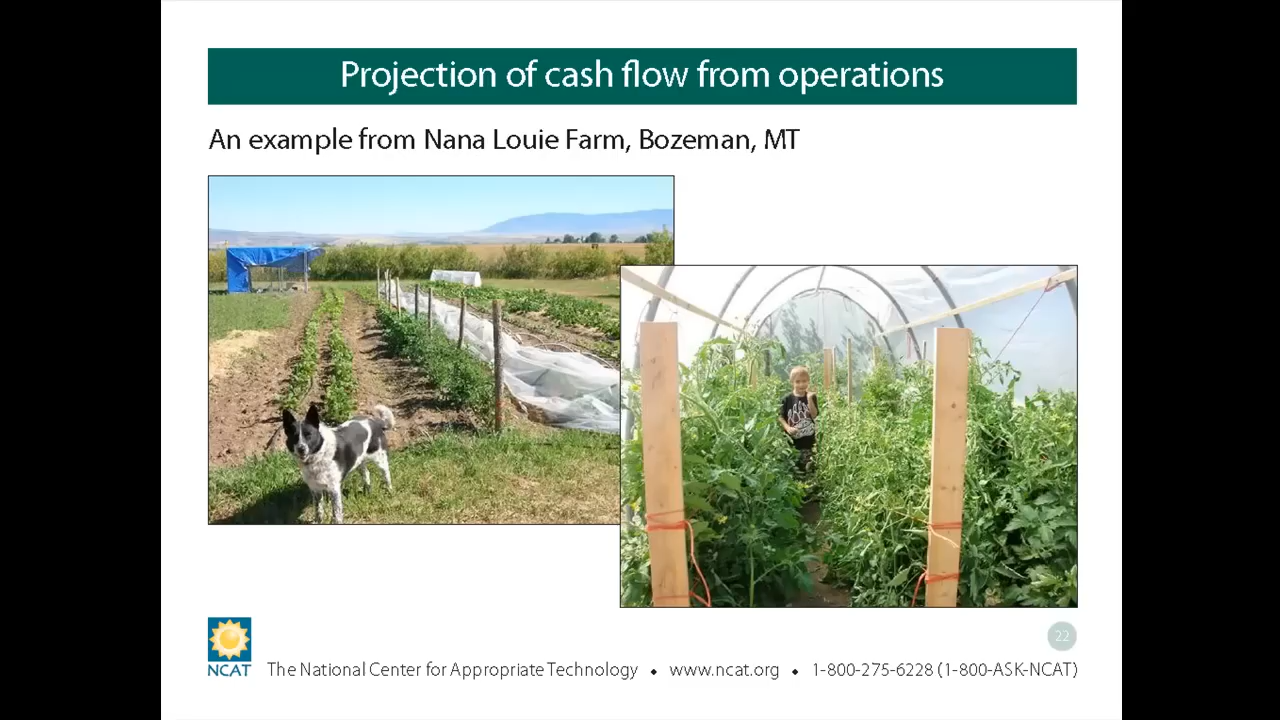 Projection of cash flow from operations
An example from Nana Louie Farm, Bozeman, MT
22
NCAT
The National Center for Appropriate Technology • www.ncat.org • 1-800-275-6228 (1-800-ASK-NCAT)